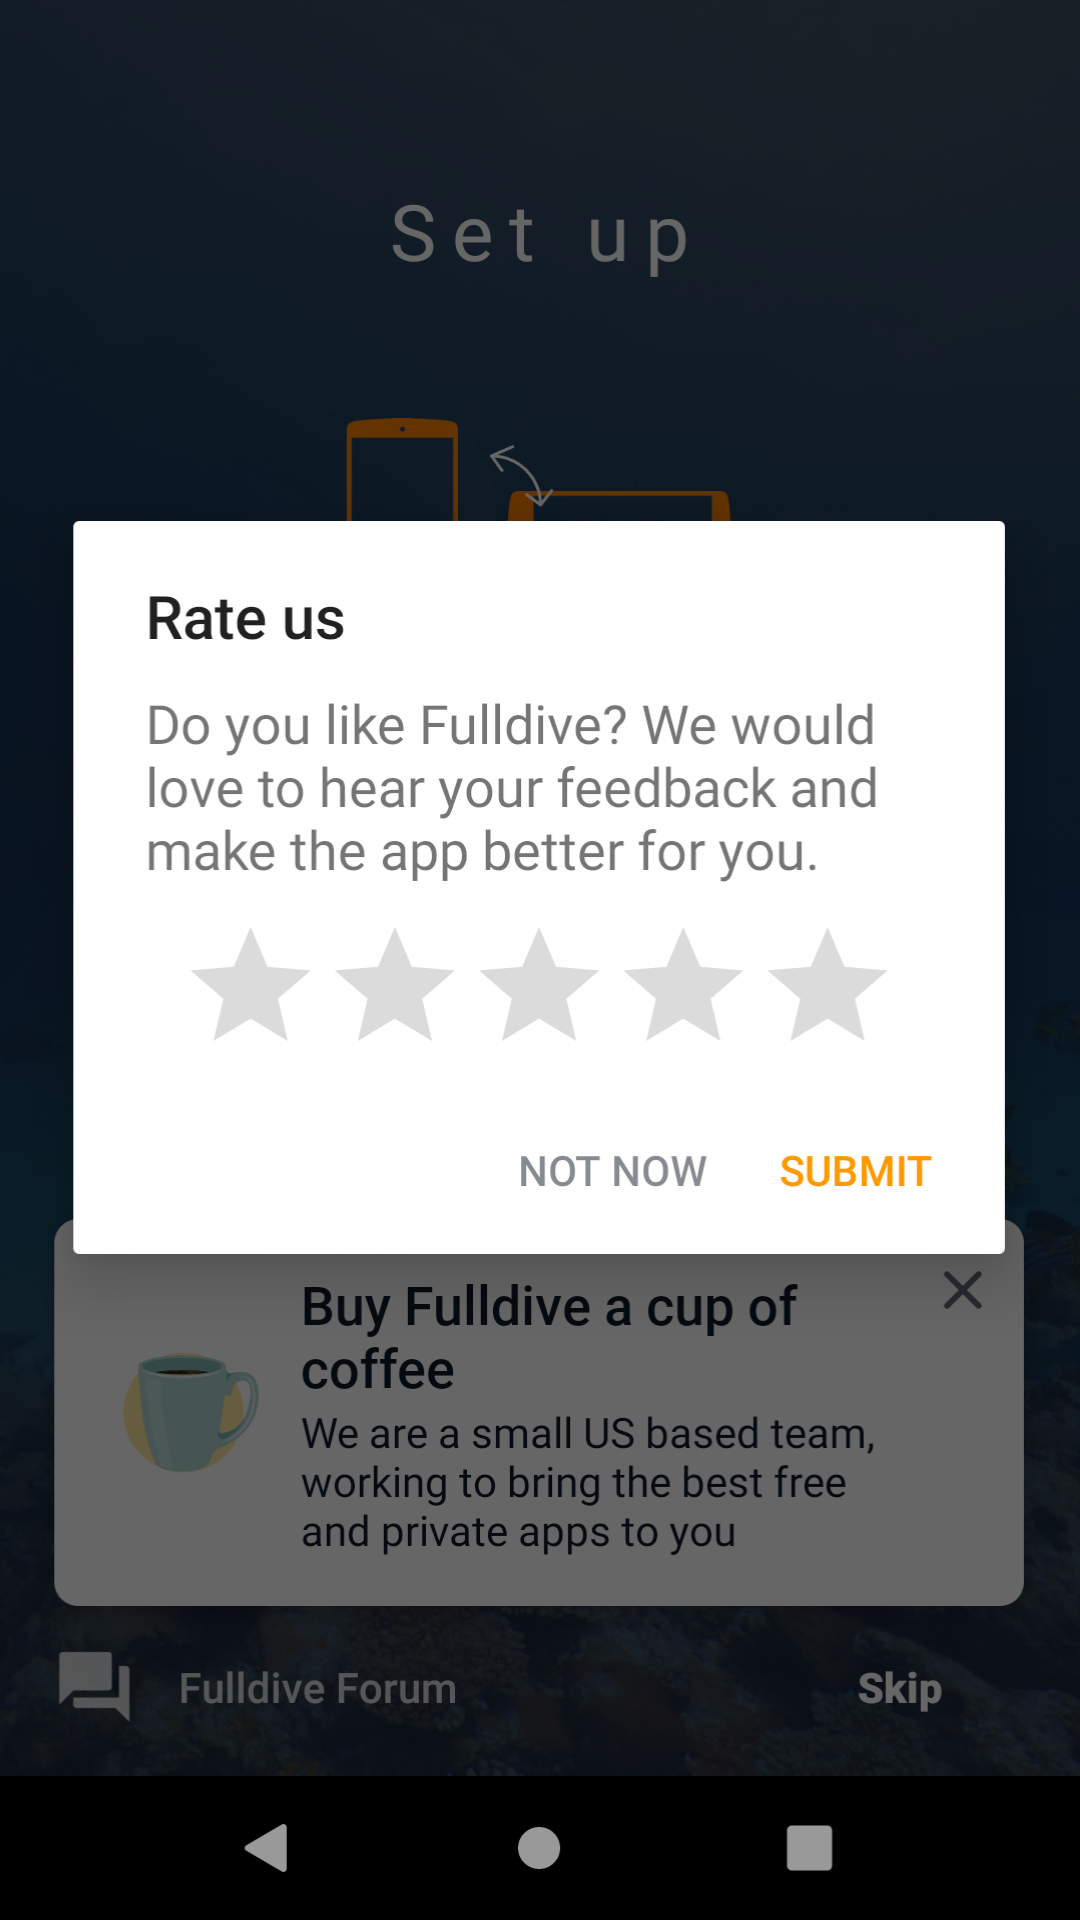 Set up
Rate us
Do you like Fulldive? We would
love to hear your feedback and
make the app better for you.
NOT NOW
SUBMIT
Buy Fulldive a cup of
coffee
We are a small US based team,
working to bring the best free
and private apps to you
Fulldive Forum
Skip